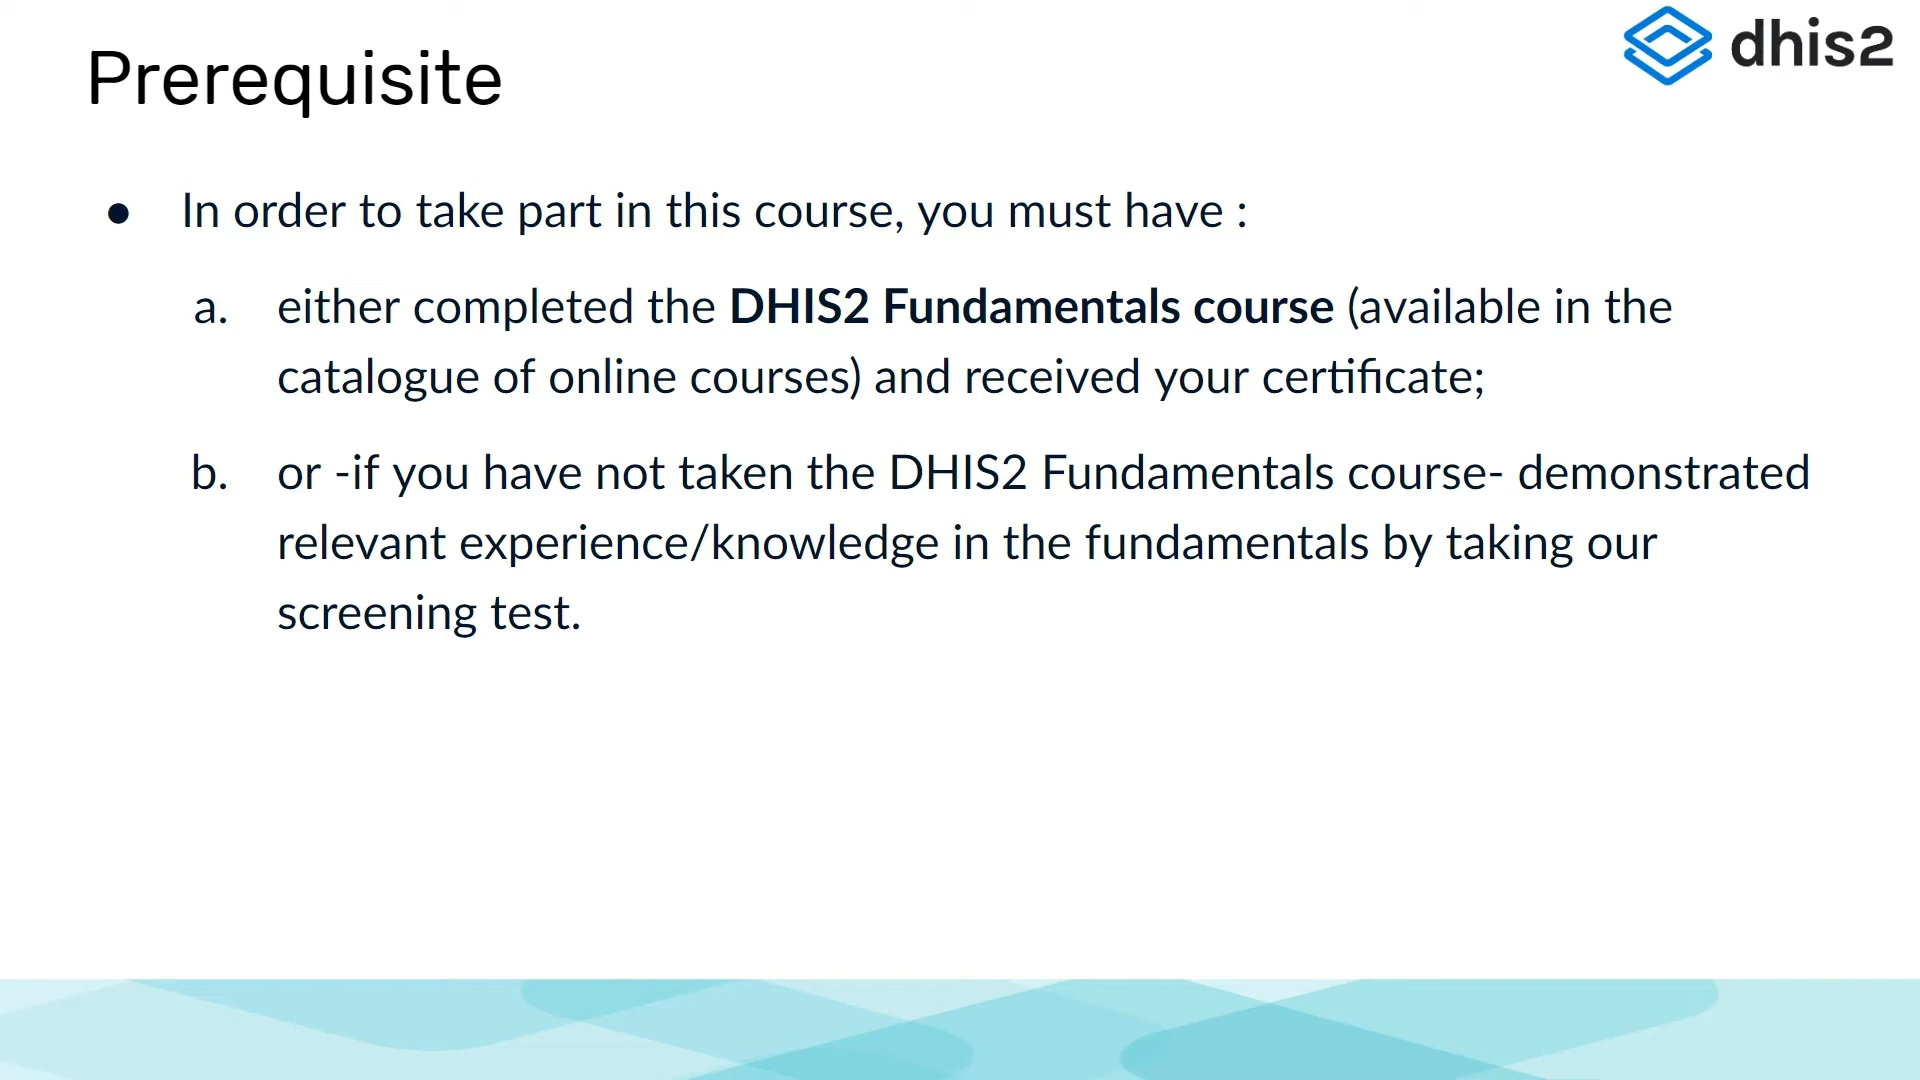 Prerequisite
dhis2
● In order to take part in this course, you must have :
a. either completed the DHIS2 Fundamentals course (available in the
catalogue of online courses) and received your certificate;
b. or -if you have not taken the DHIS2 Fundamentals course- demonstrated
relevant experience/knowledge in the fundamentals by taking our
screening test.